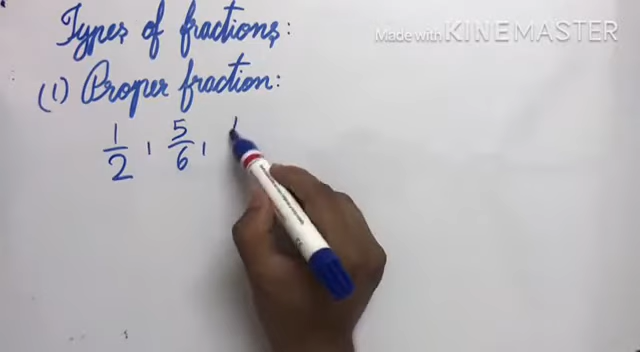 Types of fractions:
Made with KINEMASTER
(1) Proper fraction:
1/2 , 5/6 ,